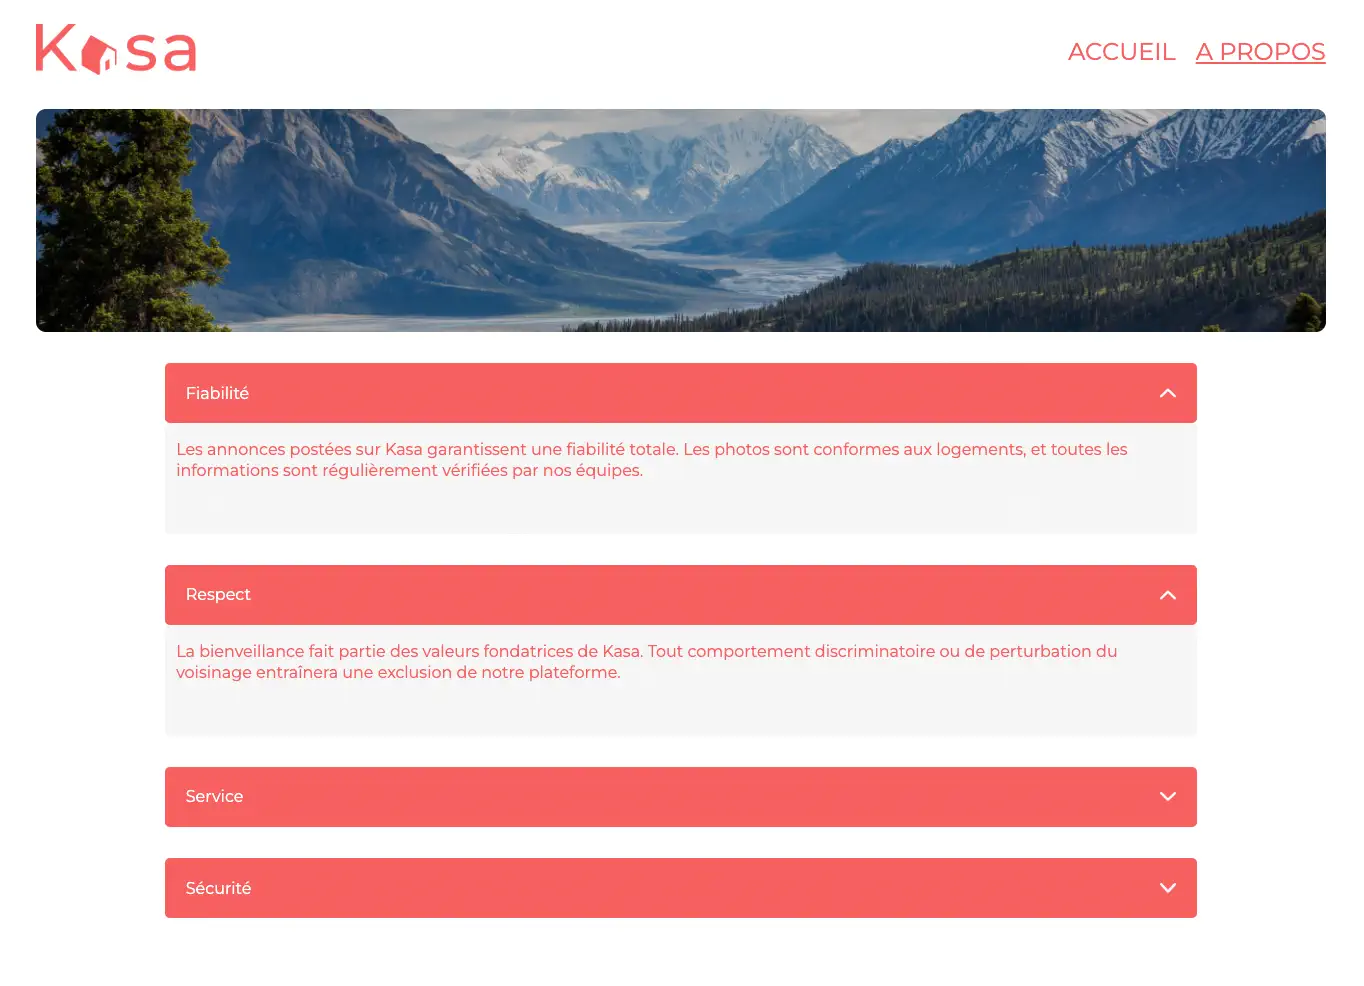 Kasa
ACCUEIL A PROPOS
Fiabilité
Les annonces postées sur Kasa garantissent une fiabilité totale. Les photos sont conformes aux logements, et toutes les
informations sont régulièrement vérifiées par nos équipes.
Respect
La bienveillance fait partie des valeurs fondatrices de Kasa. Tout comportement discriminatoire ou de perturbation du
voisinage entraînera une exclusion de notre plateforme.
Service
Sécurité